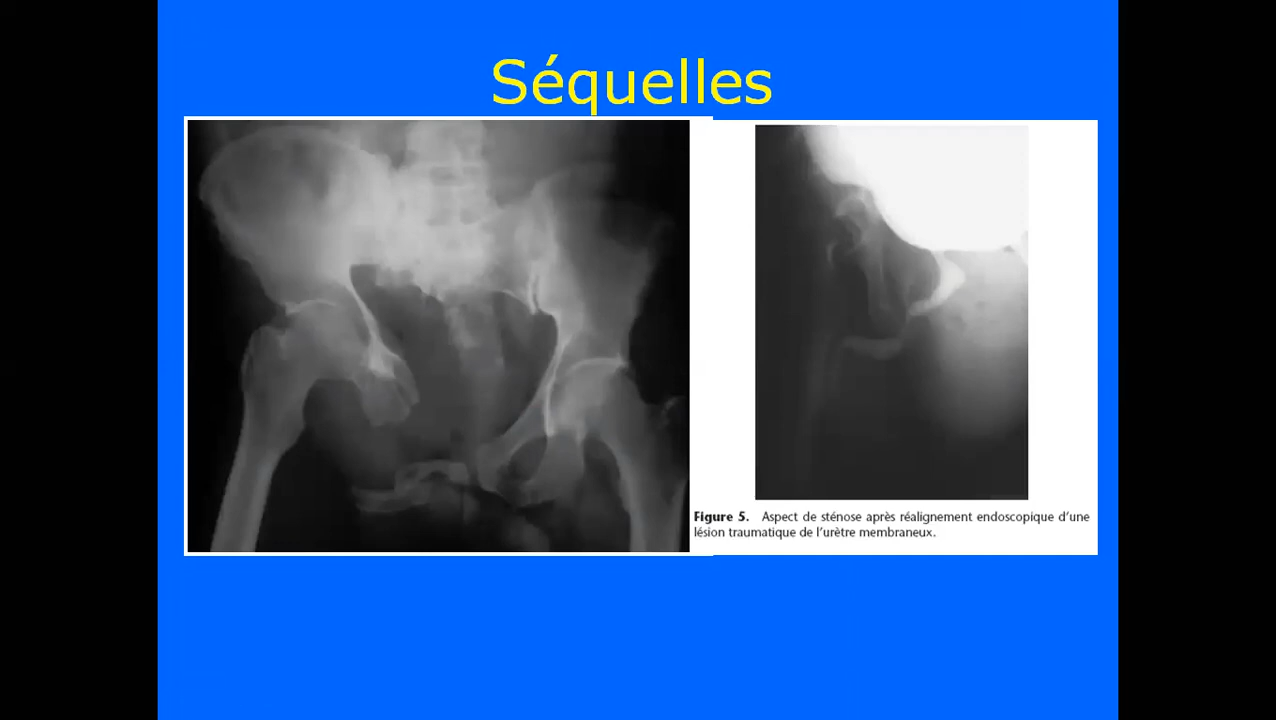 Séquelles
Figure 5. Aspect de sténose après réalignement endoscopique d'une
lésion traumatique de l'urètre membraneux.